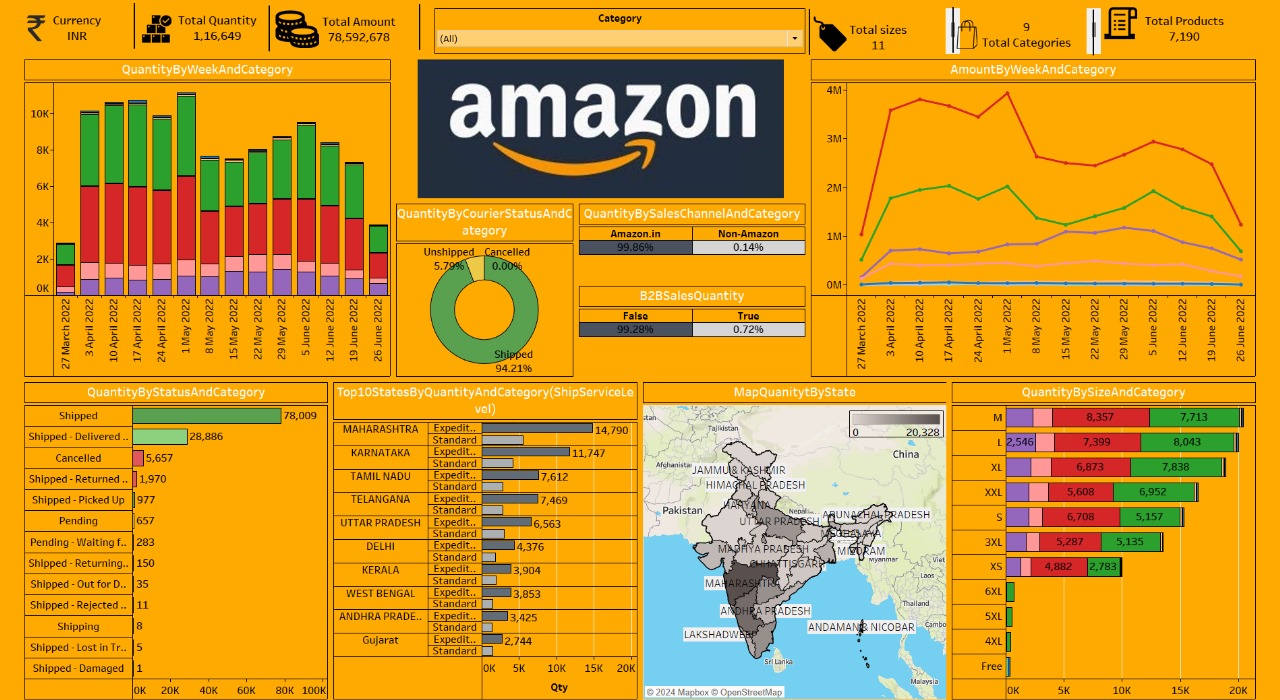 Currency
INR
Total Quantity
1,16,649
Total Amount
78,592,678
Category
(All)
Total sizes
11
9
Total Categories
Total Products
7,190
QuantityByWeekAndCategory
10K
8K
6K
4K
2K
0K
27 March 2022
3 April 2022
10 April 2022
17 April 2022
24 April 2022
1 May 2022
8 May 2022
15 May 2022
22 May 2022
29 May 2022
5 June 2022
12 June 2022
19 June 2022
26 June 2022
amazon
QuantityByCourierStatusAndC
ategory
Unshipped
5.79%
Cancelled
0.00%
Shipped
94.21%
QuantityBySalesChannelAndCategory
Amazon.in Non-Amazon
99.86% 0.14%
B2BSalesQuantity
False True
99.28% 0.72%
AmountByWeekAndCategory
4M
3M
2M
1M
0M
27 March 2022
3 April 2022
10 April 2022
17 April 2022
24 April 2022
1 May 2022
8 May 2022
15 May 2022
22 May 2022
29 May 2022
5 June 2022
12 June 2022
19 June 2022
26 June 2022
QuantityByStatusAndCategory
Shipped 78,009
Shipped - Delivered .. 28,886
Cancelled 5,657
Shipped - Returned .. 1,970
Shipped - Picked Up 977
Pending 657
Pending - Waiting f.. 283
Shipped - Returning.. 150
Shipped - Out for D.. 35
Shipped - Rejected .. 11
Shipping 8
Shipped - Lost in Tr.. 5
Shipped - Damaged 1
0K 20K 40K 60K 80K 100K
Top10StatesByQuantityAndCategory(ShipServiceLe
vel)
MAHARASHTRA Expedit.. 14,790
Standard
KARNATAKA Expedit.. 11,747
Standard
TAMIL NADU Expedit.. 7,612
Standard
TELANGANA Expedit.. 7,469
Standard
UTTAR PRADESH Expedit.. 6,563
Standard
DELHI Expedit.. 4,376
Standard
KERALA Expedit.. 3,904
Standard
WEST BENGAL Expedit.. 3,853
Standard
ANDHRA PRADE.. Expedit.. 3,425
Standard
Gujarat Expedit.. 2,744
Standard
0K 5K 10K 15K 20K
Qty
MapQuanitytByState
0 20,328
Tajikistan
Afghanistan
China
JAMMU & KASHMIR
HIMACHAL PRADESH
Pakistan
HARYANA
Nepal
ARUNACHAL PRADESH
UTTAR PRADESH
MEGHALAYA
MADHYA PRADESH
MIZORAM
CHHATTISGARH
Myanmar
Laos
MAHARASHTRA
Thailand
ANDHRA PRADESH
ANDAMAN & NICOBAR
LAKSHADWEEP
Sri Lanka
Malaysia
© 2024 Mapbox © OpenStreetMap
QuantityBySizeAndCategory
M 8,357 7,713
L 2,546 7,399 8,043
XL 6,873 7,838
XXL 5,608 6,952
S 6,708 5,157
3XL 5,287 5,135
XS 4,882 2,783
6XL
5XL
4XL
Free
0K 5K 10K 15K 20K